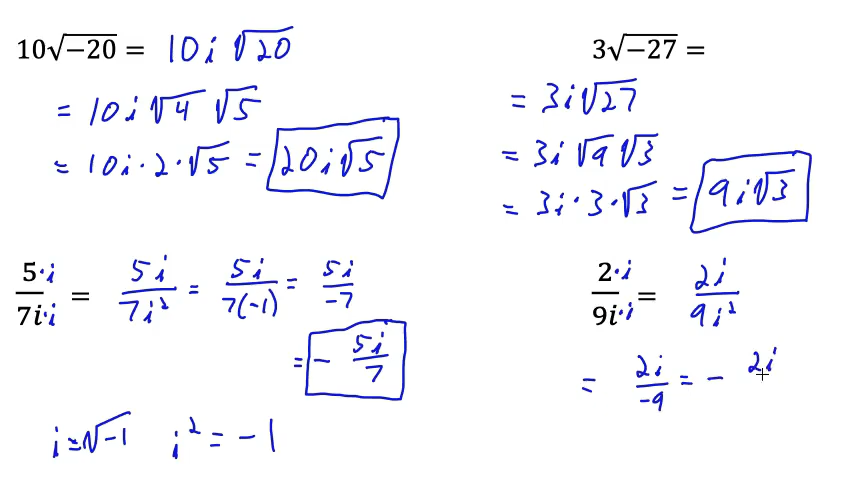 10√−20 = 10i√20
= 10i√4 √5
= 10i · 2 · √5 = 20i√5
3√−27 =
= 3i√27
= 3i√9√3
= 3i · 3 · √3 = 9i√3
5·i/7i·i = 5i/7i² = 5i/7(-1) = 5i/-7
= - 5i/7
2·i/9i·i = 2i/9i²
= 2i/-9 = - 2i
i=√-1 i² = -1